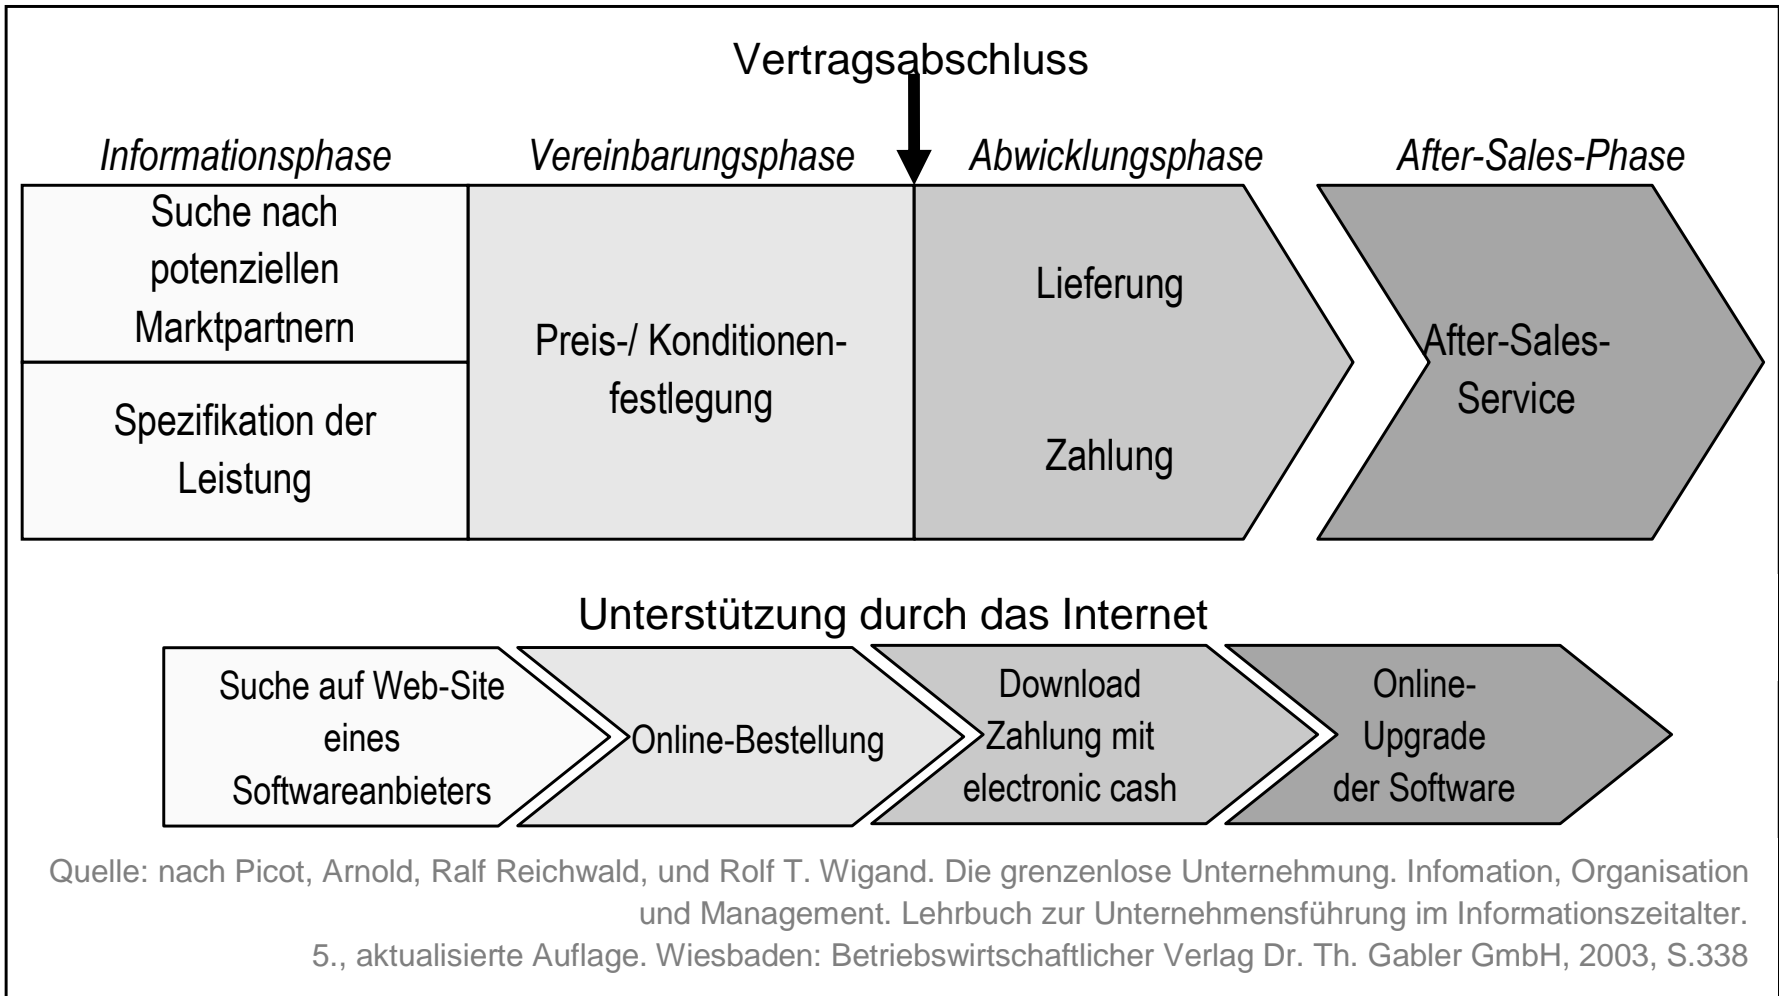 Vertragsabschluss
Informationsphase
Vereinbarungsphase
Abwicklungsphase
After-Sales-Phase
Suche nach
potenziellen
Marktpartnern
Spezifikation der
Leistung
Preis-/ Konditionen-
festlegung
Lieferung
Zahlung
After-Sales-
Service
Unterstützung durch das Internet
Suche auf Web-Site
eines
Softwareanbieters
Online-Bestellung
Download
Zahlung mit
electronic cash
Online-
Upgrade
der Software
Quelle: nach Picot, Arnold, Ralf Reichwald, und Rolf T. Wigand. Die grenzenlose Unternehmung. Infomation, Organisation
und Management. Lehrbuch zur Unternehmensführung im Informationszeitalter.
5., aktualisierte Auflage. Wiesbaden: Betriebswirtschaftlicher Verlag Dr. Th. Gabler GmbH, 2003, S.338